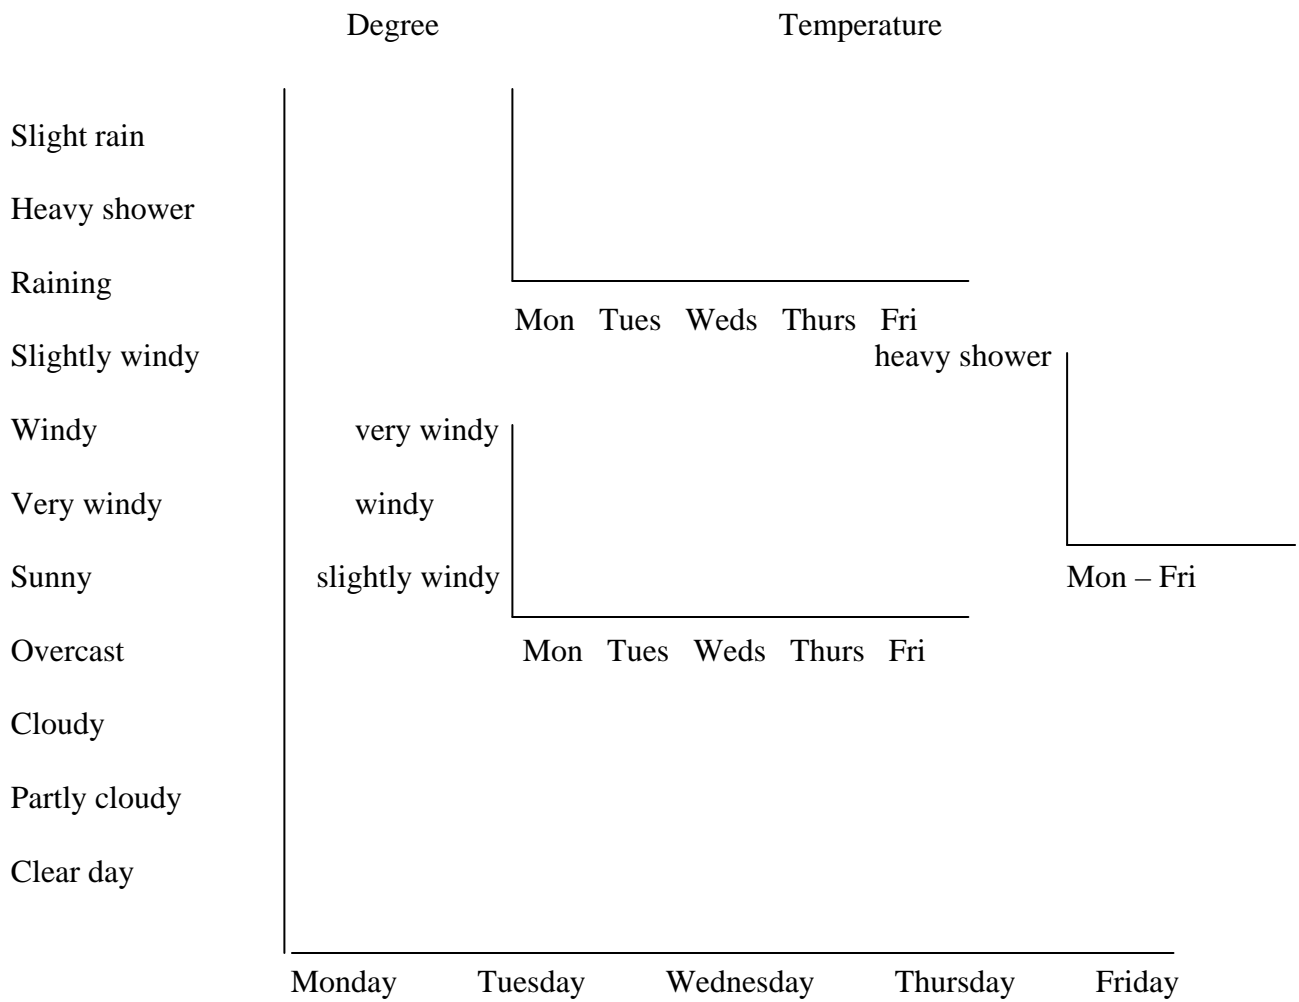 Degree Temperature
Slight rain
Heavy shower
Raining
Mon Tues Weds Thurs Fri
Slightly windy heavy shower
Windy very windy
Very windy windy
Sunny slightly windy Mon – Fri
Overcast Mon Tues Weds Thurs Fri
Cloudy
Partly cloudy
Clear day
Monday Tuesday Wednesday Thursday Friday